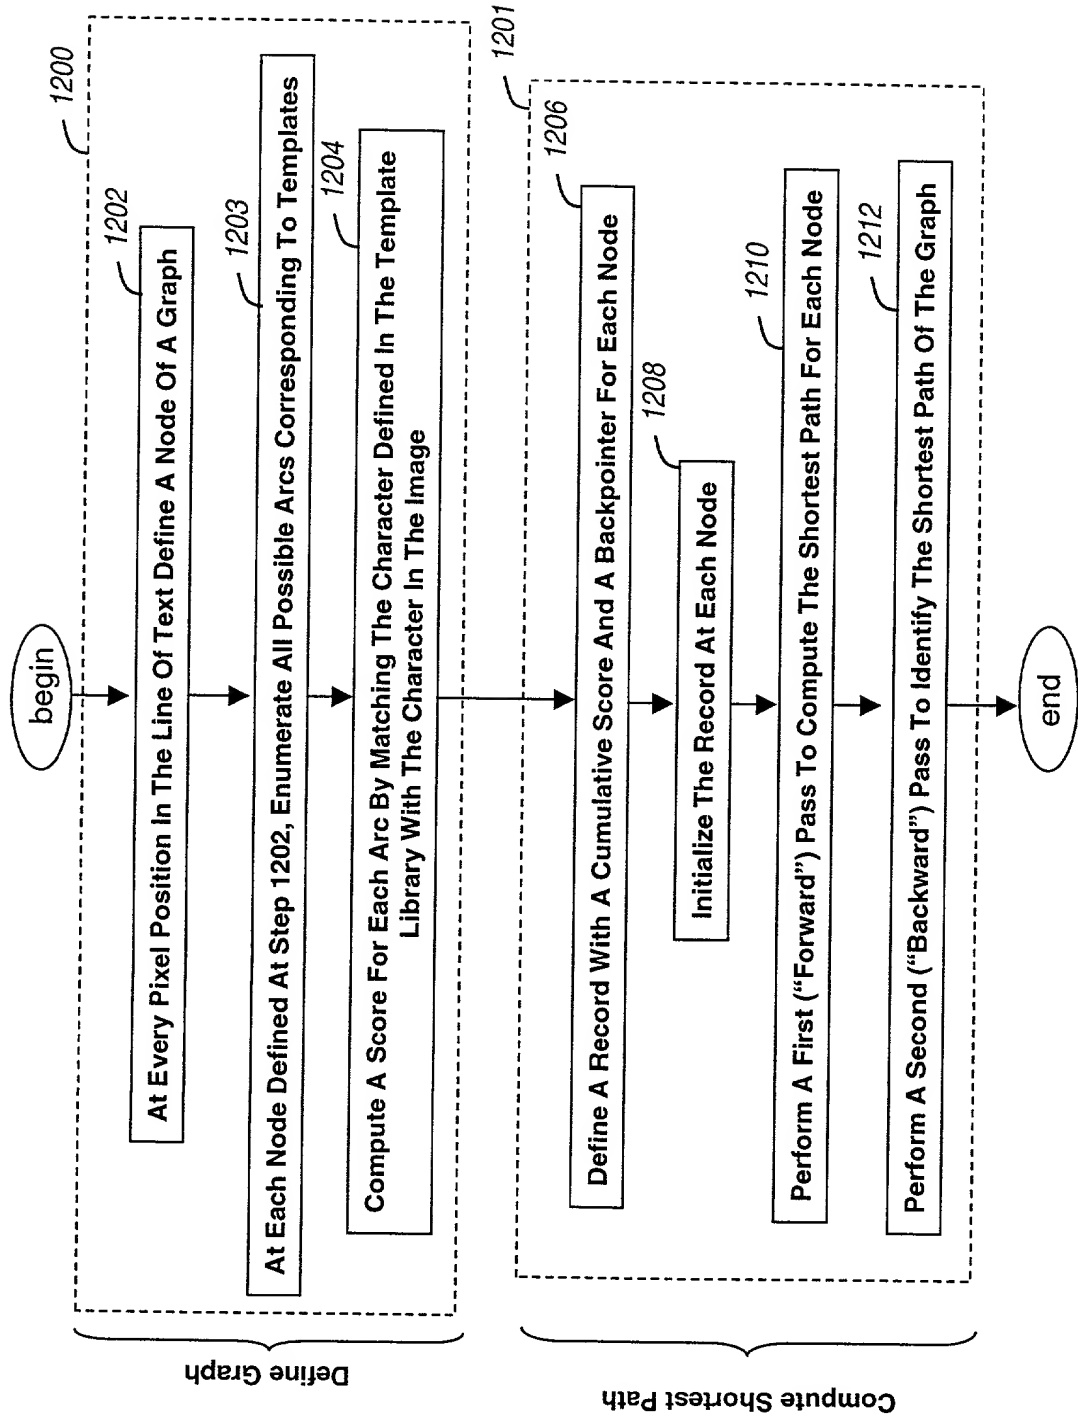 begin
1200
1202
At Every Pixel Position In The Line Of Text Define A Node Of A Graph
1203
At Each Node Defined At Step 1202, Enumerate All Possible Arcs Corresponding To Templates
1204
Compute A Score For Each Arc By Matching The Character Defined In The Template
Library With The Character In The Image
Define Graph
1201
1206
Define A Record With A Cumulative Score And A Backpointer For Each Node
1208
Initialize The Record At Each Node
1210
Perform A First (“Forward”) Pass To Compute The Shortest Path For Each Node
1212
Perform A Second (“Backward”) Pass To Identify The Shortest Path Of The Graph
Compute Shortest Path
end